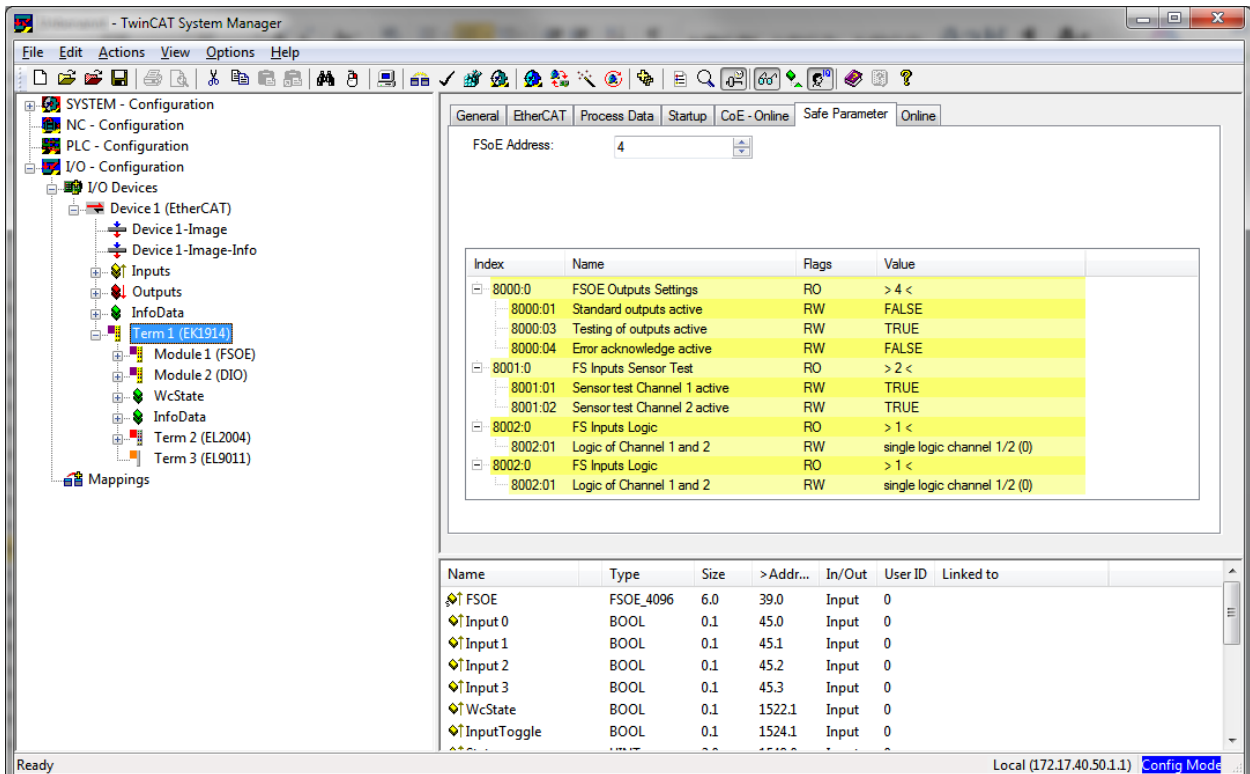 - TwinCAT System Manager
File Edit Actions View Options Help
SYSTEM - Configuration
NC - Configuration
PLC - Configuration
I/O - Configuration
I/O Devices
Device 1 (EtherCAT)
Device 1-Image
Device 1-Image-Info
Inputs
Outputs
InfoData
Term 1 (EK1914)
Module 1 (FSOE)
Module 2 (DIO)
WcState
InfoData
Term 2 (EL2004)
Term 3 (EL9011)
Mappings
General EtherCAT Process Data Startup CoE - Online Safe Parameter Online
FSoE Address: 4
Index Name Flags Value
8000:0 FSOE Outputs Settings RO > 4 <
8000:01 Standard outputs active RW FALSE
8000:03 Testing of outputs active RW TRUE
8000:04 Error acknowledge active RW FALSE
8001:0 FS Inputs Sensor Test RO > 2 <
8001:01 Sensor test Channel 1 active RW TRUE
8001:02 Sensor test Channel 2 active RW TRUE
8002:0 FS Inputs Logic RO > 1 <
8002:01 Logic of Channel 1 and 2 RW single logic channel 1/2 (0)
8002:0 FS Inputs Logic RO > 1 <
8002:01 Logic of Channel 1 and 2 RW single logic channel 1/2 (0)
Name Type Size >Addr... In/Out User ID Linked to
FSOE FSOE_4096 6.0 39.0 Input 0
Input 0 BOOL 0.1 45.0 Input 0
Input 1 BOOL 0.1 45.1 Input 0
Input 2 BOOL 0.1 45.2 Input 0
Input 3 BOOL 0.1 45.3 Input 0
WcState BOOL 0.1 1522.1 Input 0
InputToggle BOOL 0.1 1524.1 Input 0
Ready Local (172.17.40.50.1.1) Config Mode